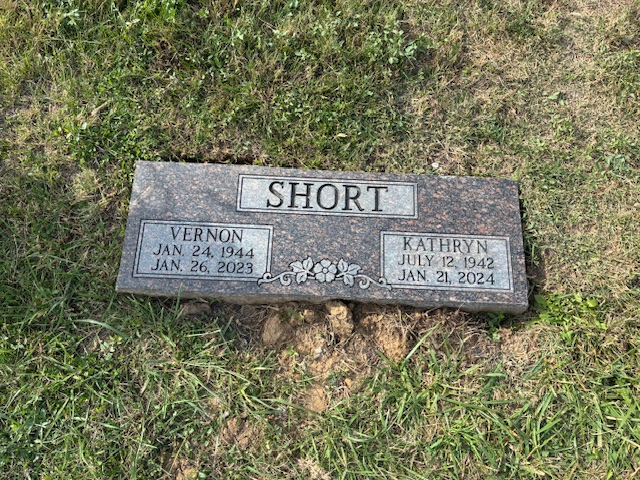 SHORT
VERNON
JAN. 24, 1944
JAN. 26, 2023
KATHRYN
JULY 12, 1942
JAN. 21, 2024